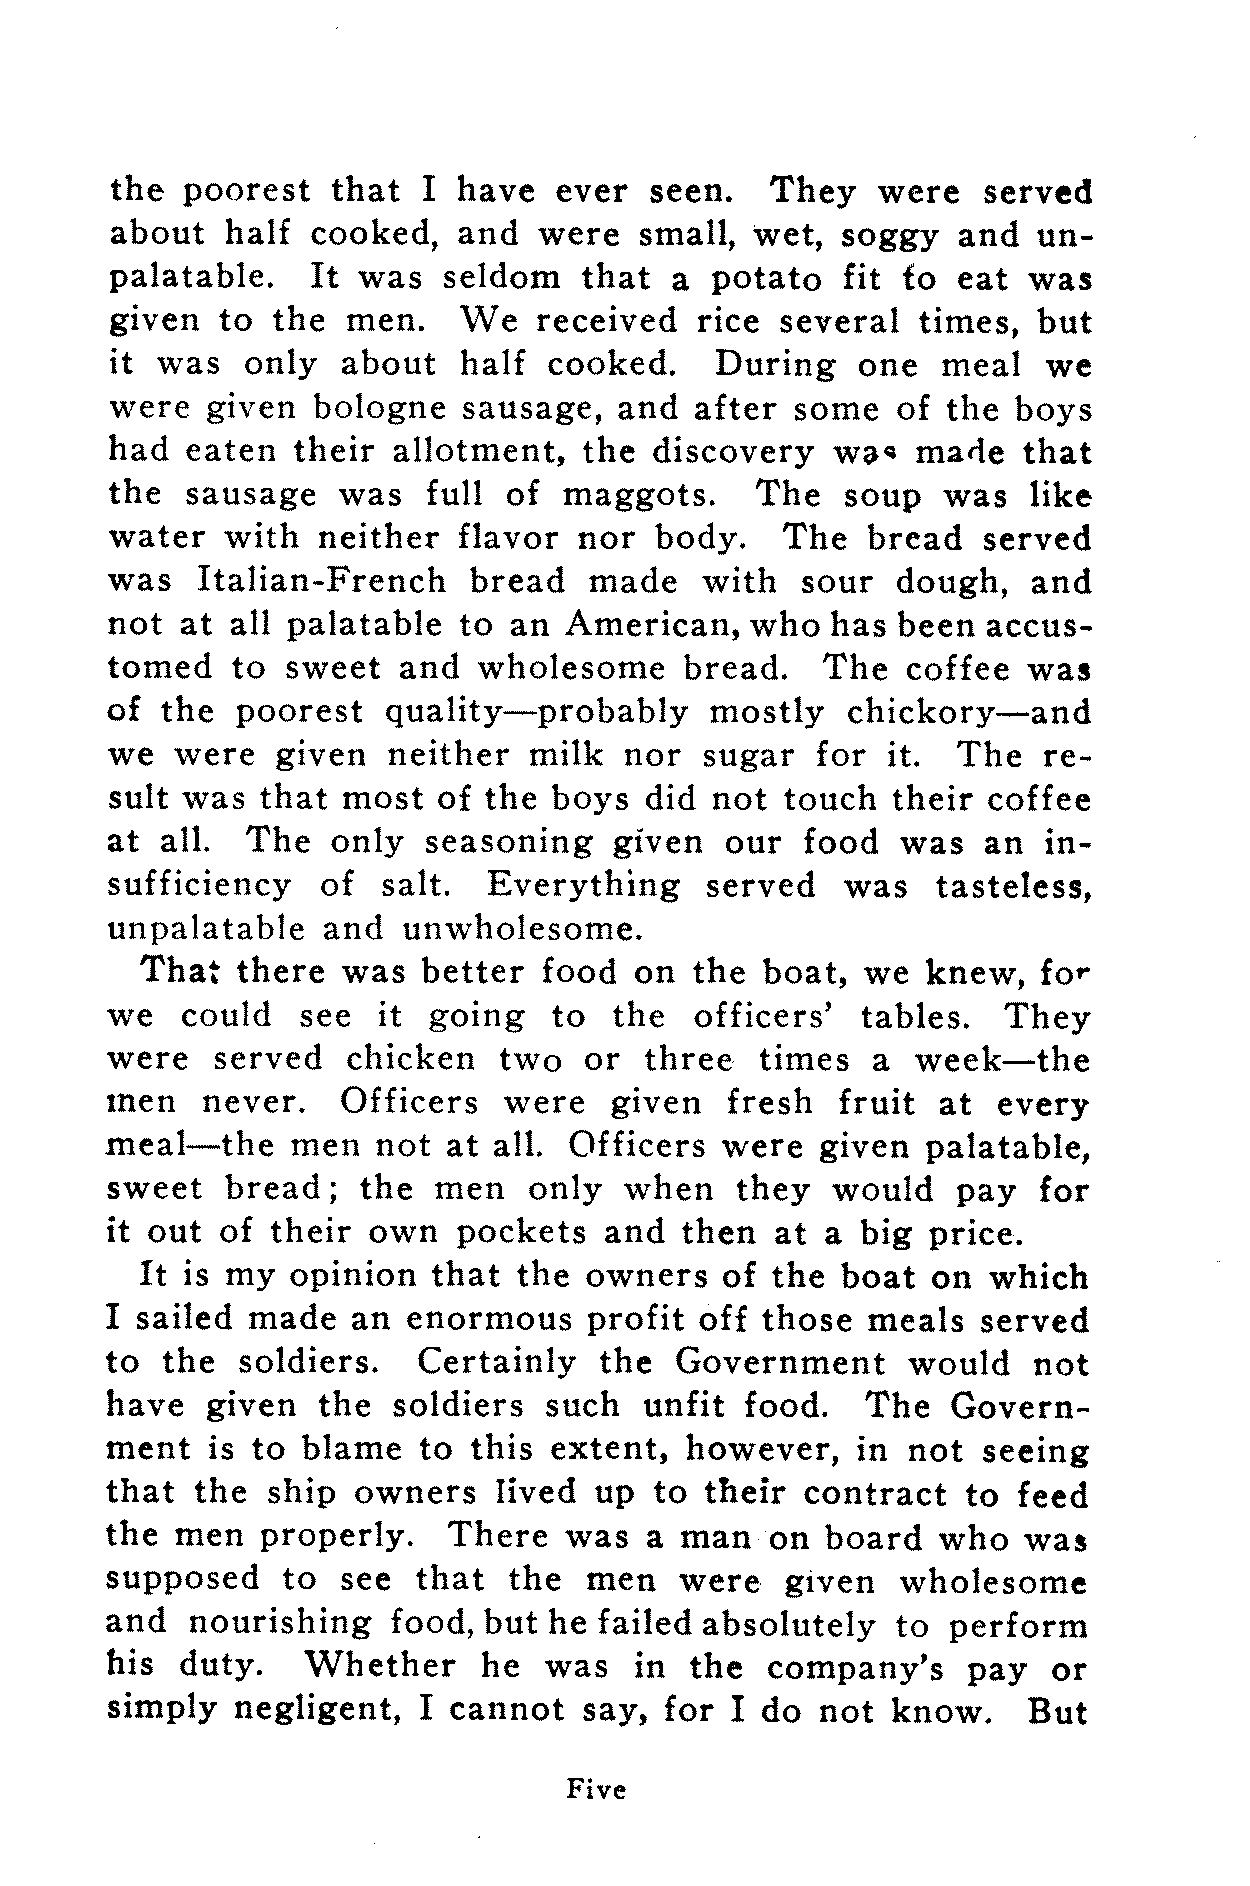 the poorest that I have ever seen. They were served
about half cooked, and were small, wet, soggy and un-
palatable. It was seldom that a potato fit to eat was
given to the men. We received rice several times, but
it was only about half cooked. During one meal we
were given bologne sausage, and after some of the boys
had eaten their allotment, the discovery was made that
the sausage was full of maggots. The soup was like
water with neither flavor nor body. The bread served
was Italian-French bread made with sour dough, and
not at all palatable to an American, who has been accus-
tomed to sweet and wholesome bread. The coffee was
of the poorest quality—probably mostly chickory—and
we were given neither milk nor sugar for it. The re-
sult was that most of the boys did not touch their coffee
at all. The only seasoning given our food was an in-
sufficiency of salt. Everything served was tasteless,
unpalatable and unwholesome.
That there was better food on the boat, we knew, for
we could see it going to the officers' tables. They
were served chicken two or three times a week—the
men never. Officers were given fresh fruit at every
meal—the men not at all. Officers were given palatable,
sweet bread; the men only when they would pay for
it out of their own pockets and then at a big price.
It is my opinion that the owners of the boat on which
I sailed made an enormous profit off those meals served
to the soldiers. Certainly the Government would not
have given the soldiers such unfit food. The Govern-
ment is to blame to this extent, however, in not seeing
that the ship owners lived up to their contract to feed
the men properly. There was a man on board who was
supposed to see that the men were given wholesome
and nourishing food, but he failed absolutely to perform
his duty. Whether he was in the company's pay or
simply negligent, I cannot say, for I do not know. But
Five